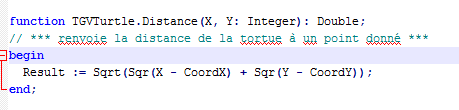 function TGVTurtle.Distance(X, Y: Integer): Double;
// *** renvoie la distance de la tortue à un point donné ***
begin
Result := Sqrt(Sqr(X - CoordX) + Sqr(Y - CoordY));
end;